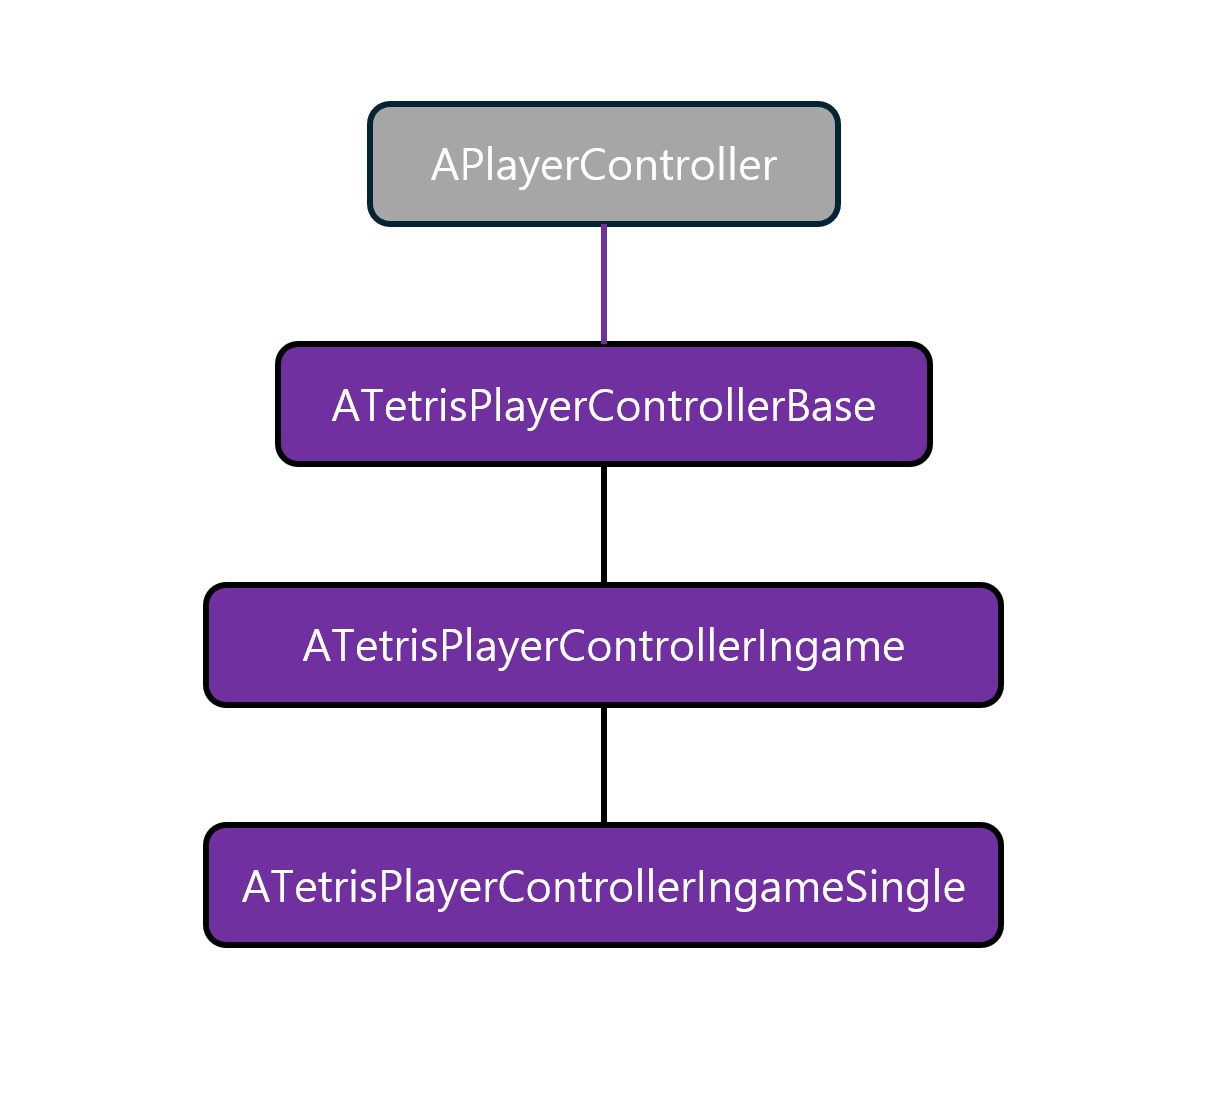 APlayerController
ATetrisPlayerControllerBase
ATetrisPlayerControllerIngame
ATetrisPlayerControllerIngameSingle